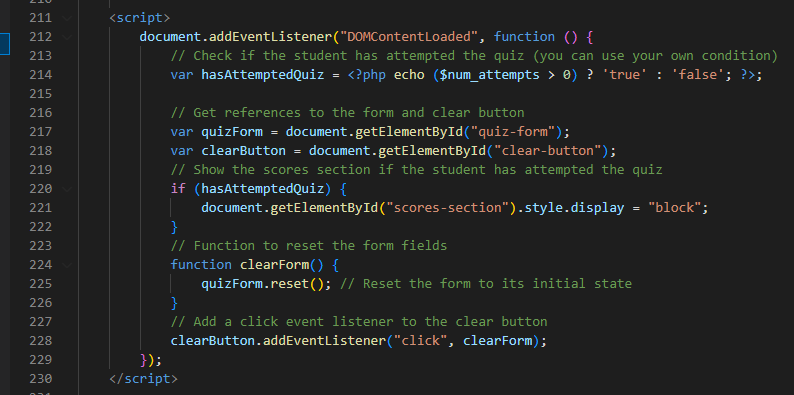 211 <script>
212 document.addEventListener("DOMContentLoaded", function () {
213 // Check if the student has attempted the quiz (you can use your own condition)
214 var hasAttemptedQuiz = <?php echo ($num_attempts > 0) ? 'true' : 'false'; ?>;
215
216 // Get references to the form and clear button
217 var quizForm = document.getElementById("quiz-form");
218 var clearButton = document.getElementById("clear-button");
219 // Show the scores section if the student has attempted the quiz
220 if (hasAttemptedQuiz) {
221 document.getElementById("scores-section").style.display = "block";
222 }
223 // Function to reset the form fields
224 function clearForm() {
225 quizForm.reset(); // Reset the form to its initial state
226 }
227 // Add a click event listener to the clear button
228 clearButton.addEventListener("click", clearForm);
229 });
230 </script>